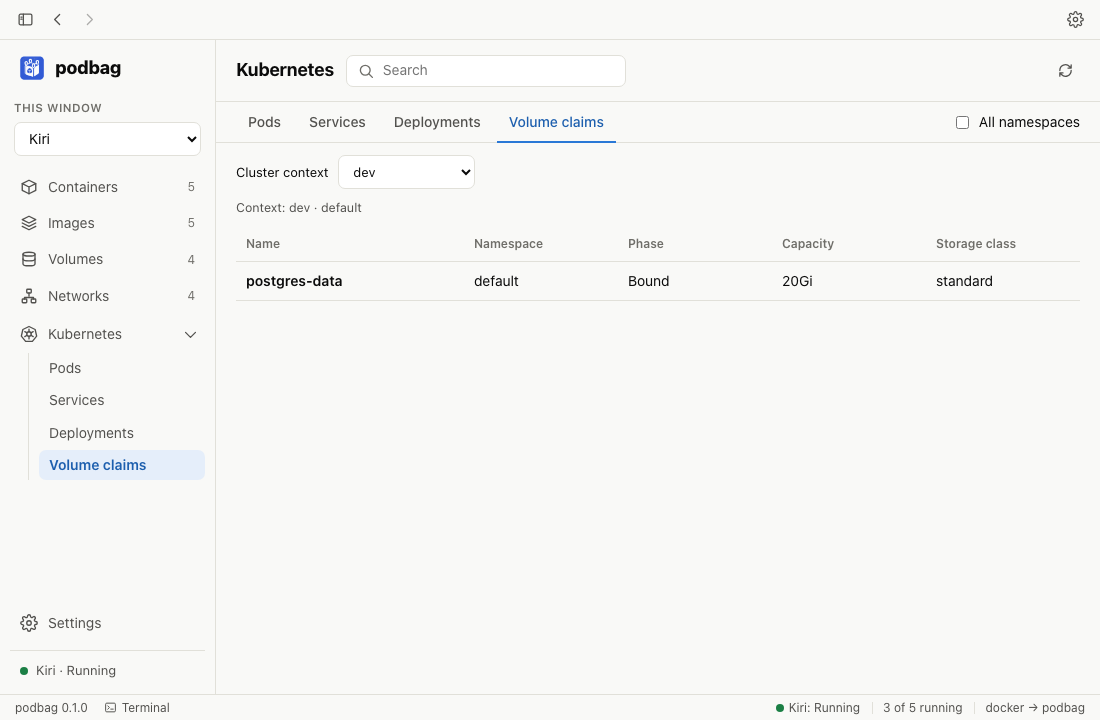 podbag
THIS WINDOW
Kiri
Containers 5
Images 5
Volumes 4
Networks 4
Kubernetes
Pods
Services
Deployments
Volume claims
Settings
Kiri · Running
Kubernetes
Search
Pods Services Deployments Volume claims All namespaces
Cluster context dev
Context: dev · default
Name Namespace Phase Capacity Storage class
postgres-data default Bound 20Gi standard
podbag 0.1.0 Terminal Kiri: Running 3 of 5 running docker → podbag